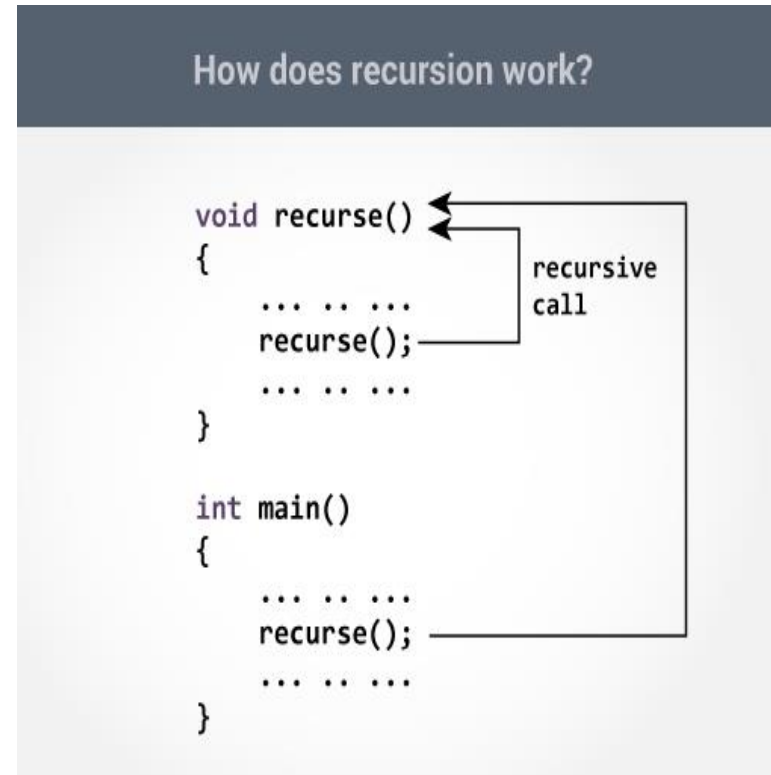 How does recursion work?
void recurse()
{
... .. ...
recurse();
... .. ...
}
recursive
call
int main()
{
... .. ...
recurse();
... .. ...
}